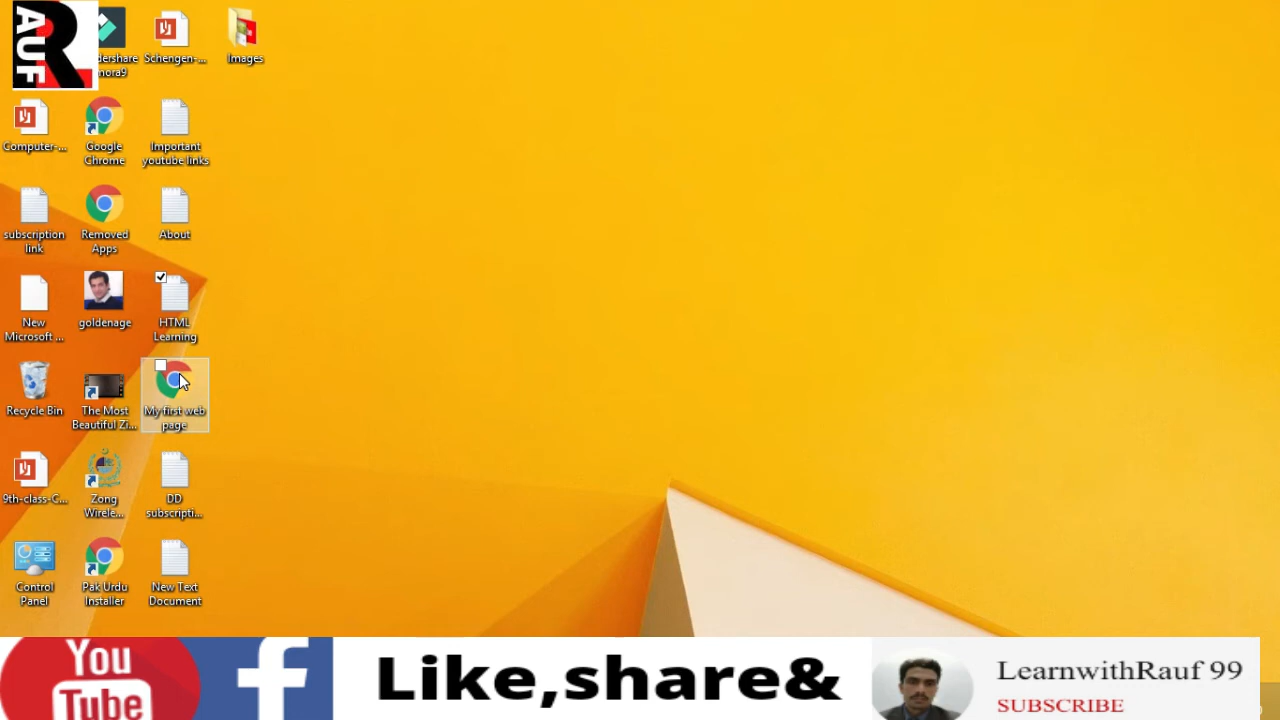 R
AUF
dershare
mora9
Schengen-...
Images
Computer-...
Google
Chrome
Important
youtube links
subscription
link
Removed
Apps
About
New
Microsoft ...
goldenage
HTML
Learning
Recycle Bin
The Most
Beautiful Zi...
My first web
page
9th-class-C...
Zong
Wirele...
DD
subscripti...
Control
Panel
Pak Urdu
Installer
New Text
Document
You
Tube
f
Like,share&
LearnwithRauf 99
SUBSCRIBE